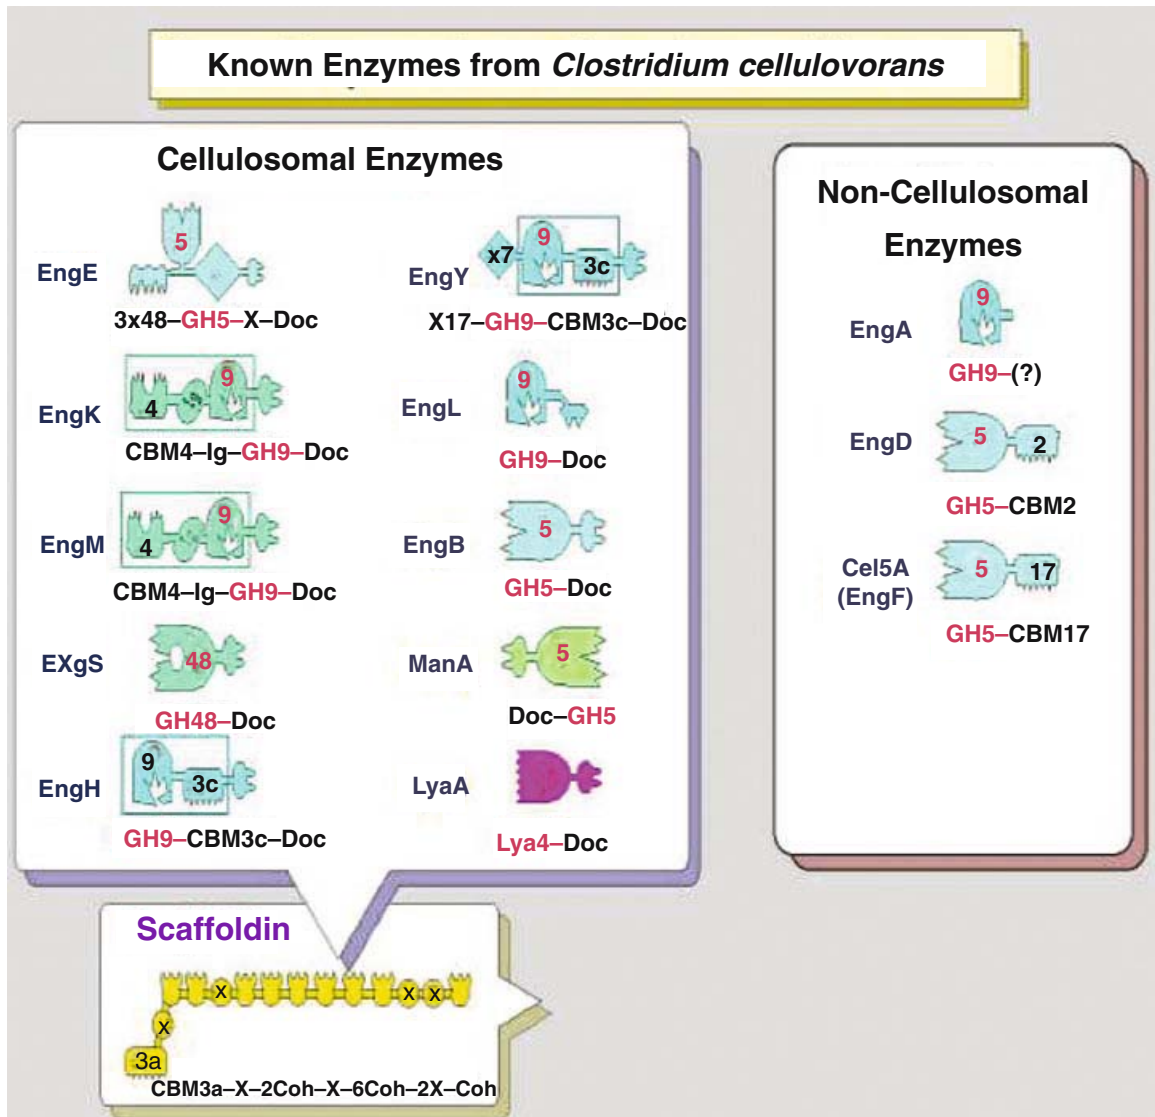 Known Enzymes from Clostridium cellulovorans
Cellulosomal Enzymes
EngE
5
3x48–GH5–X–Doc
EngK
4
9
CBM4–Ig–GH9–Doc
EngM
4
9
CBM4–Ig–GH9–Doc
EXgS
48
GH48–Doc
EngH
9
3c
GH9–CBM3c–Doc
EngY
x7
9
3c
X17–GH9–CBM3c–Doc
EngL
9
GH9–Doc
EngB
5
GH5–Doc
ManA
5
Doc–GH5
LyaA
Lya4–Doc
Non-Cellulosomal
Enzymes
EngA
9
GH9–(?)
EngD
5
2
GH5–CBM2
Cel5A
(EngF)
5
17
GH5–CBM17
Scaffoldin
X
X X
X
3a
CBM3a–X–2Coh–X–6Coh–2X–Coh